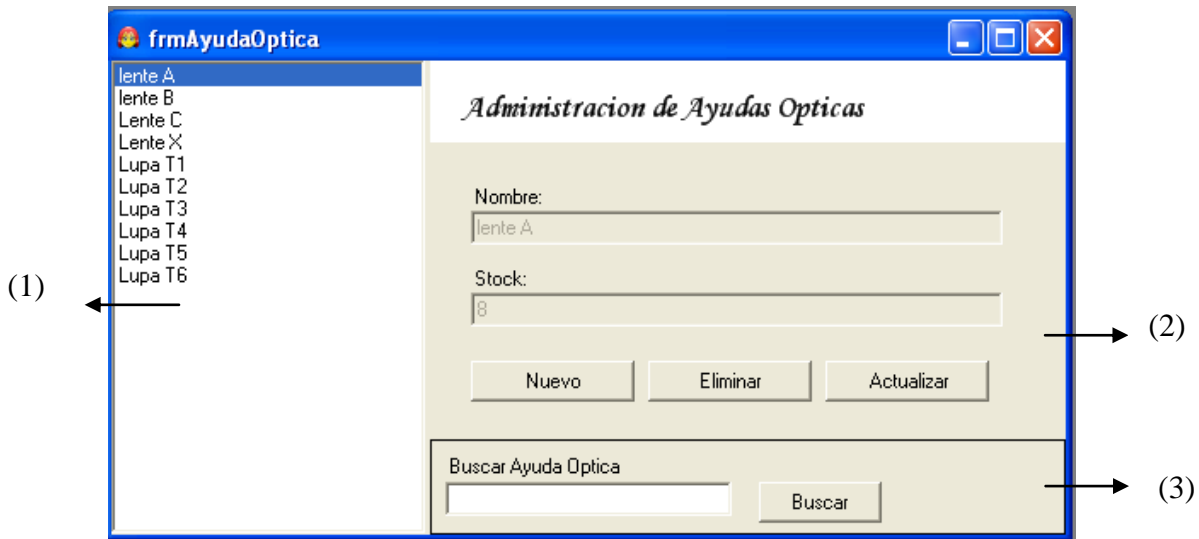 frmAyudaOptica
lente A
lente B
Lente C
Lente X
Lupa T1
Lupa T2
Lupa T3
Lupa T4
Lupa T5
Lupa T6
(1)
Administracion de Ayudas Opticas
Nombre:
lente A
Stock:
8
(2)
Nuevo Eliminar Actualizar
Buscar Ayuda Optica
Buscar
(3)